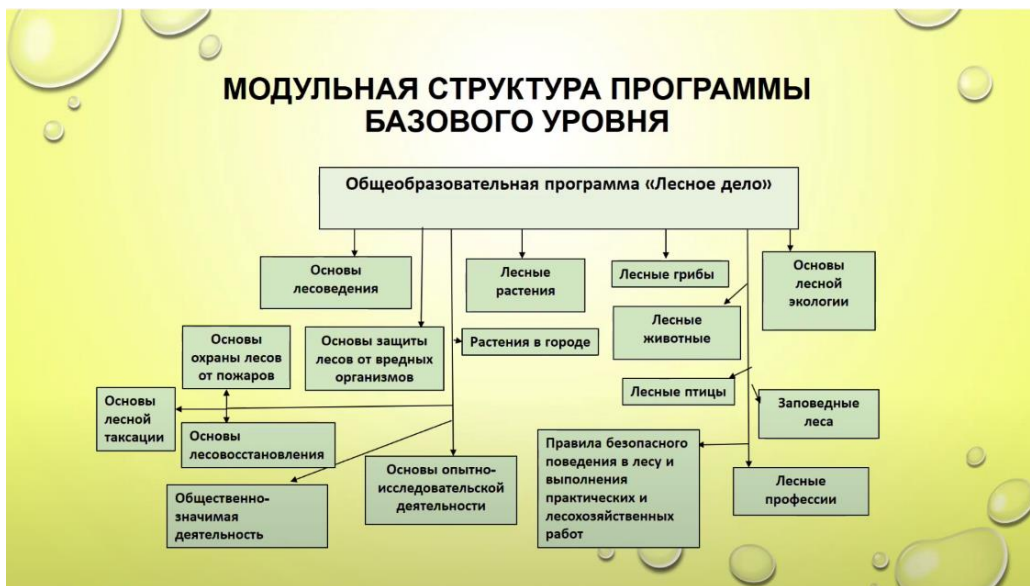 МОДУЛЬНАЯ СТРУКТУРА ПРОГРАММЫ
БАЗОВОГО УРОВНЯ
Общеобразовательная программа «Лесное дело»
Основы
лесоведения
Лесные
растения
Лесные грибы
Основы
лесной
экологии
Лесные
животные
Основы
охраны лесов
от пожаров
Основы защиты
лесов от вредных
организмов
Растения в городе
Лесные птицы
Основы
лесной
таксации
Заповедные
леса
Основы
лесовосстановления
Основы опытно-
исследовательской
деятельности
Правила безопасного
поведения в лесу и
выполнения
практических и
лесохозяйственных
работ
Лесные
профессии
Общественно-
значимая
деятельность